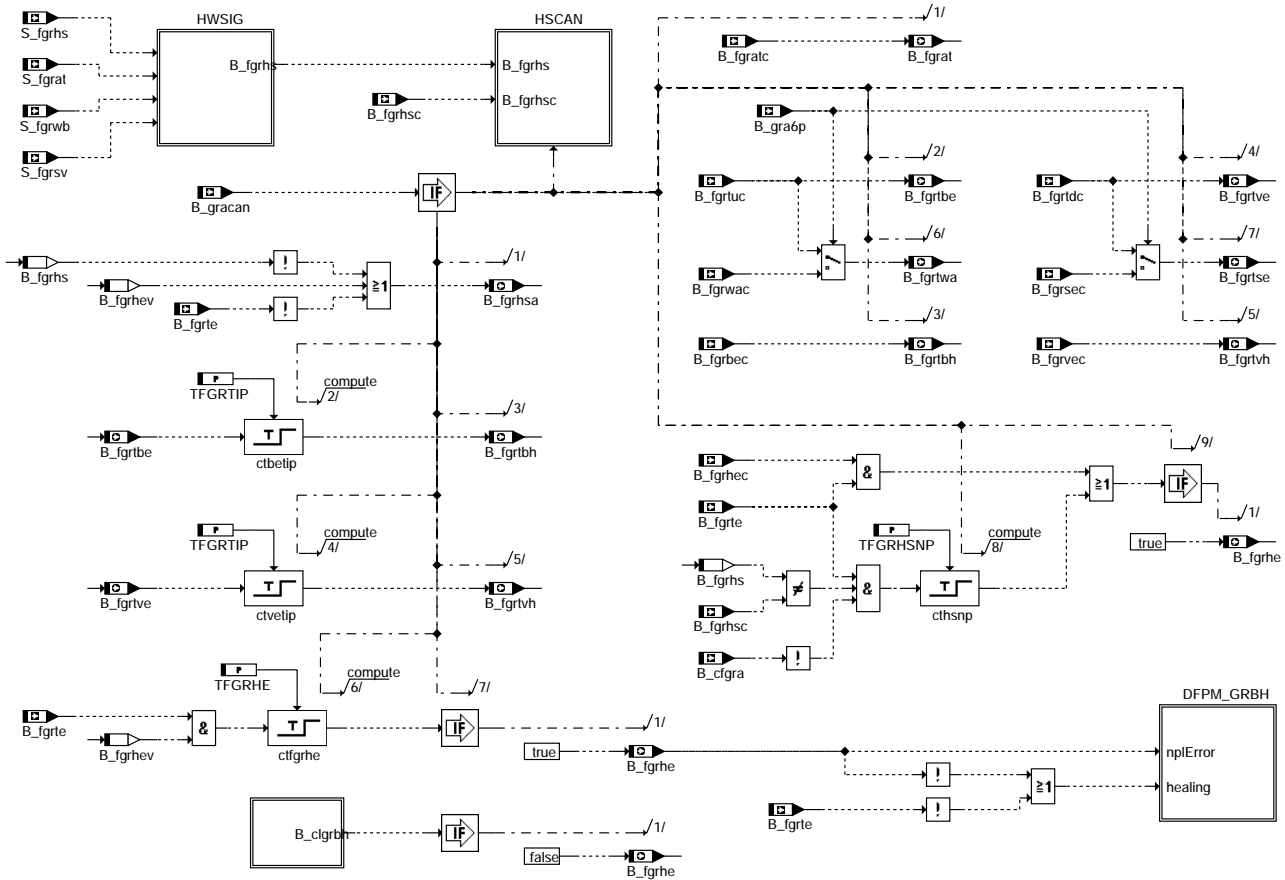 HWSIG
HSCAN
/1/
S_fgrhs
B_fgratc
B_fgrat
S_fgrat
B_fgrhs
B_fgrhs
S_fgrwb
B_fgrhsc
B_fgrhsc
B_gra6p
S_fgrsv
/2/
/4/
B_gracan
IF
B_fgrtuc
B_fgrtbe
B_fgrtdc
B_fgrtve
/6/
/7/
B_fgrhs
!
/1/
B_fgrhev
≥1
B_fgrhsa
B_fgrwac
B_fgrtwa
B_fgrsec
B_fgrtse
B_fgrte
!
/3/
/5/
B_fgrbec
B_fgrtbh
B_fgrvec
B_fgrtvh
P
TFGRTIP
compute
2/
/3/
B_fgrtbe
T
ctbetip
B_fgrtbh
/9/
B_fgrhec
&
≥1
IF
P
TFGRTIP
compute
4/
B_fgrte
P
TFGRHSNP
compute
8/
/1/
true
B_fgrhe
/5/
B_fgrtve
T
ctvetip
B_fgrtvh
B_fgrhs
≠
&
T
cthsnp
B_fgrhsc
B_cfgra
!
P
TFGRHE
compute
6/
/7/
DFPM_GRBH
B_fgrte
&
T
ctfgrhe
IF
/1/
B_fgrhev
true
B_fgrhe
nplError
!
≥1
healing
B_fgrte
!
B_clgrbh
IF
/1/
false
B_fgrhe